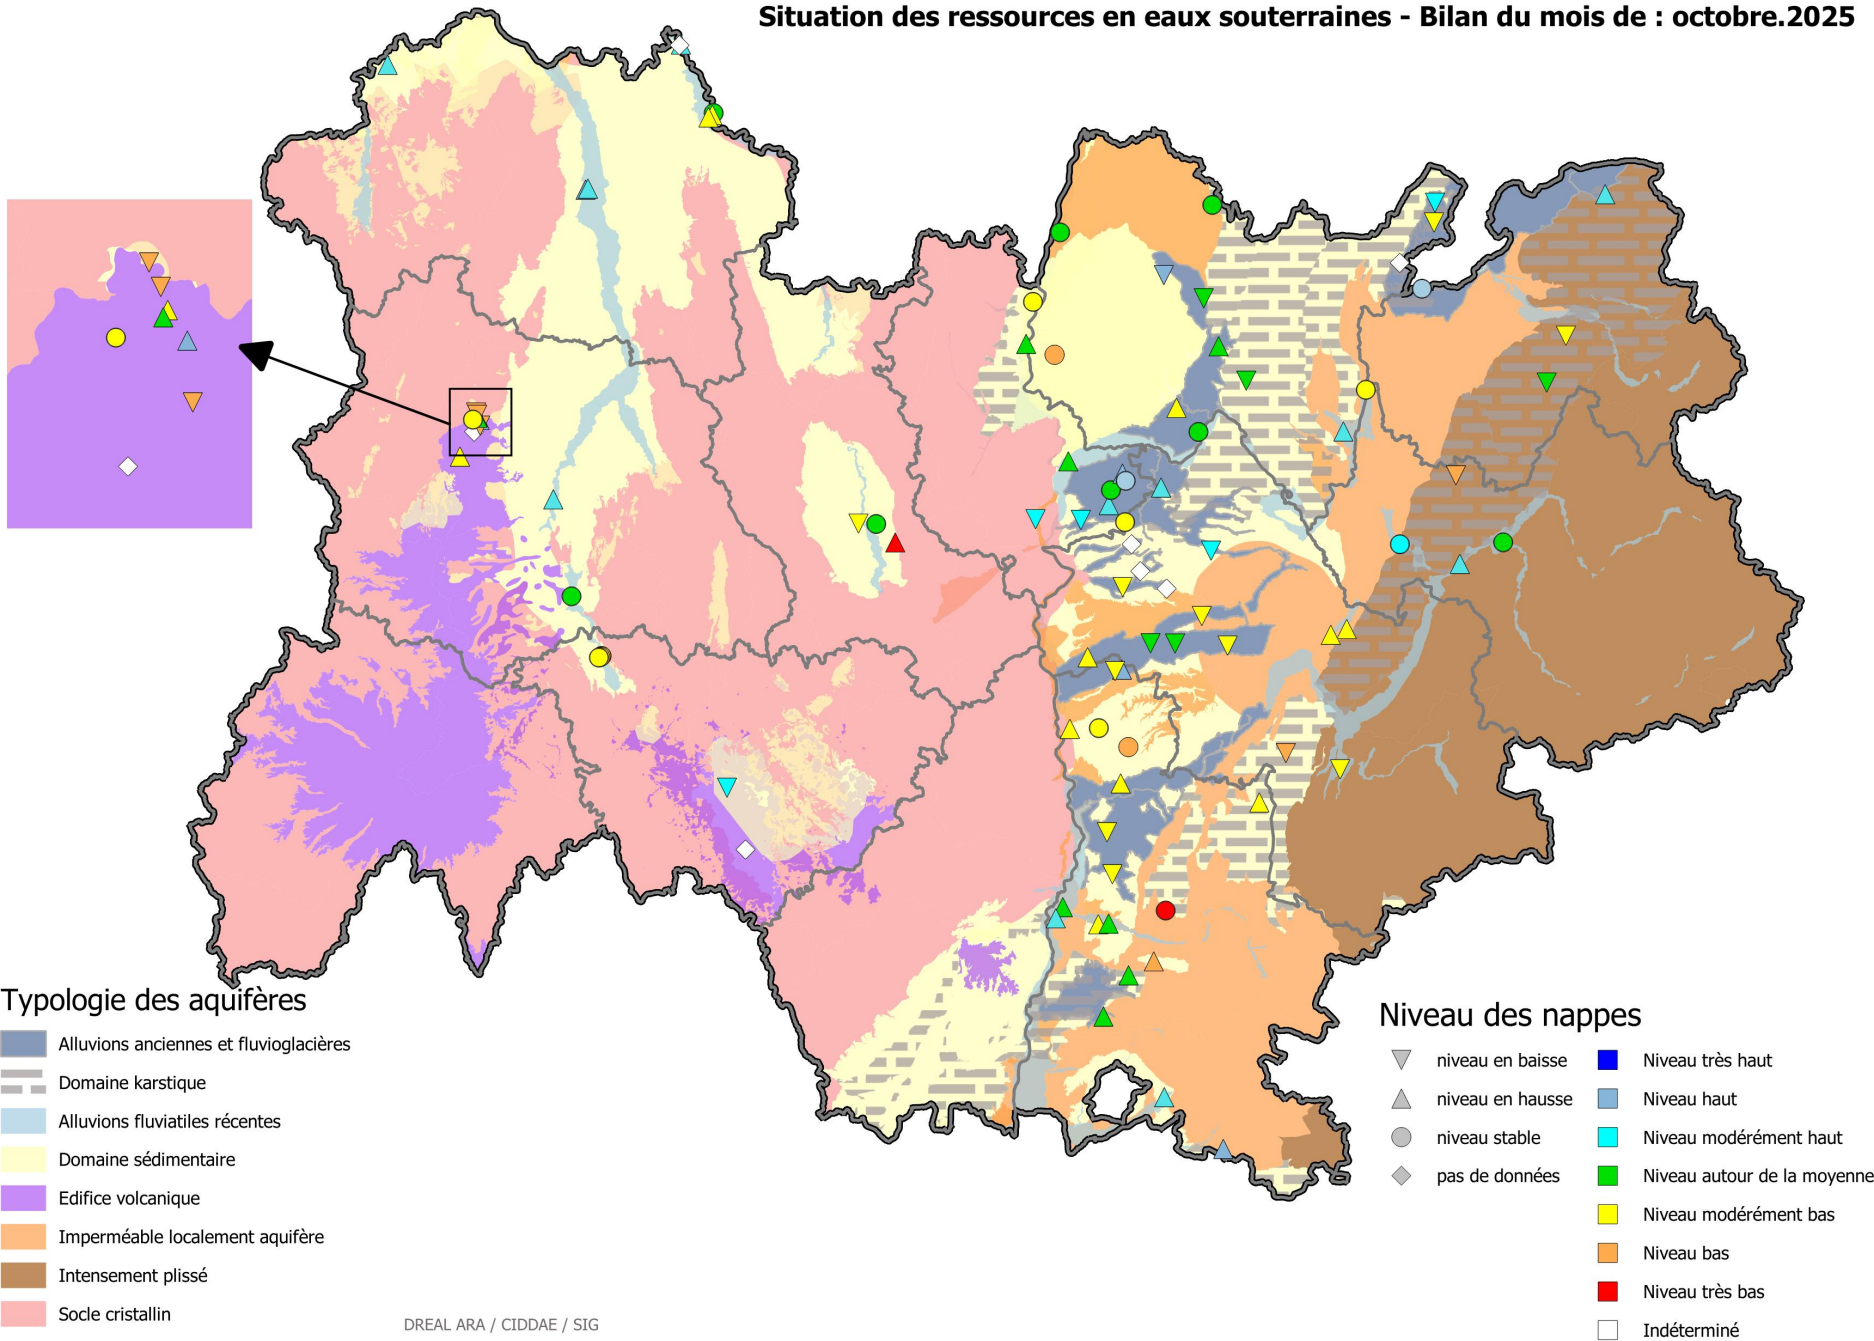 Situation des ressources en eaux souterraines - Bilan du mois de : octobre.2025
Typologie des aquifères
Alluvions anciennes et fluvioglacières
Domaine karstique
Alluvions fluviatiles récentes
Domaine sédimentaire
Edifice volcanique
Imperméable localement aquifère
Intensement plissé
Socle cristallin
DREAL ARA / CIDDAE / SIG
Niveau des nappes
niveau en baisse
niveau en hausse
niveau stable
pas de données
Niveau très haut
Niveau haut
Niveau modérément haut
Niveau autour de la moyenne
Niveau modérément bas
Niveau bas
Niveau très bas
Indéterminé